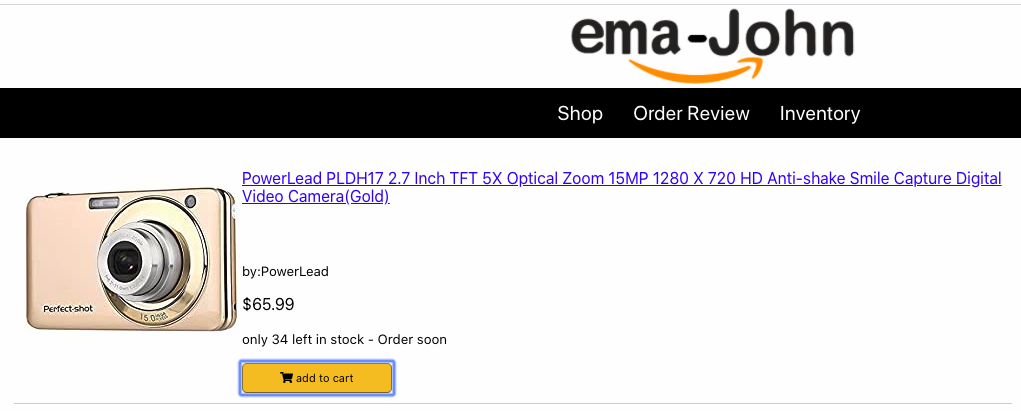 ema-John
Shop Order Review Inventory
PowerLead PLDH17 2.7 Inch TFT 5X Optical Zoom 15MP 1280 X 720 HD Anti-shake Smile Capture Digital
Video Camera(Gold)
by:PowerLead
$65.99
Perfect-shot
15.0
only 34 left in stock - Order soon
add to cart